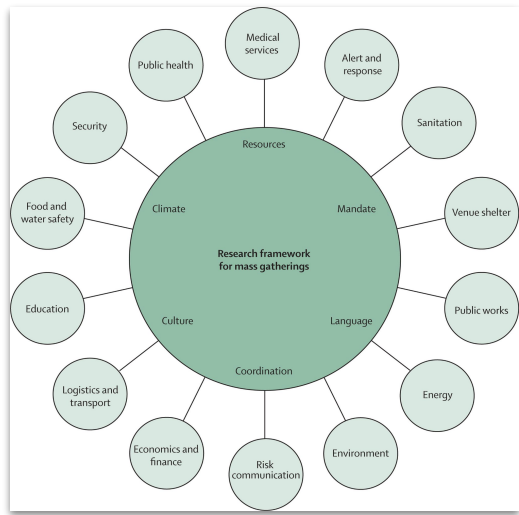 Medical
services
Public health
Alert and
response
Security
Sanitation
Resources
Food and
water safety
Climate
Mandate
Venue shelter
Research framework
for mass gatherings
Education
Culture
Language
Public works
Coordination
Logistics and
transport
Energy
Economics and
finance
Risk
communication
Environment